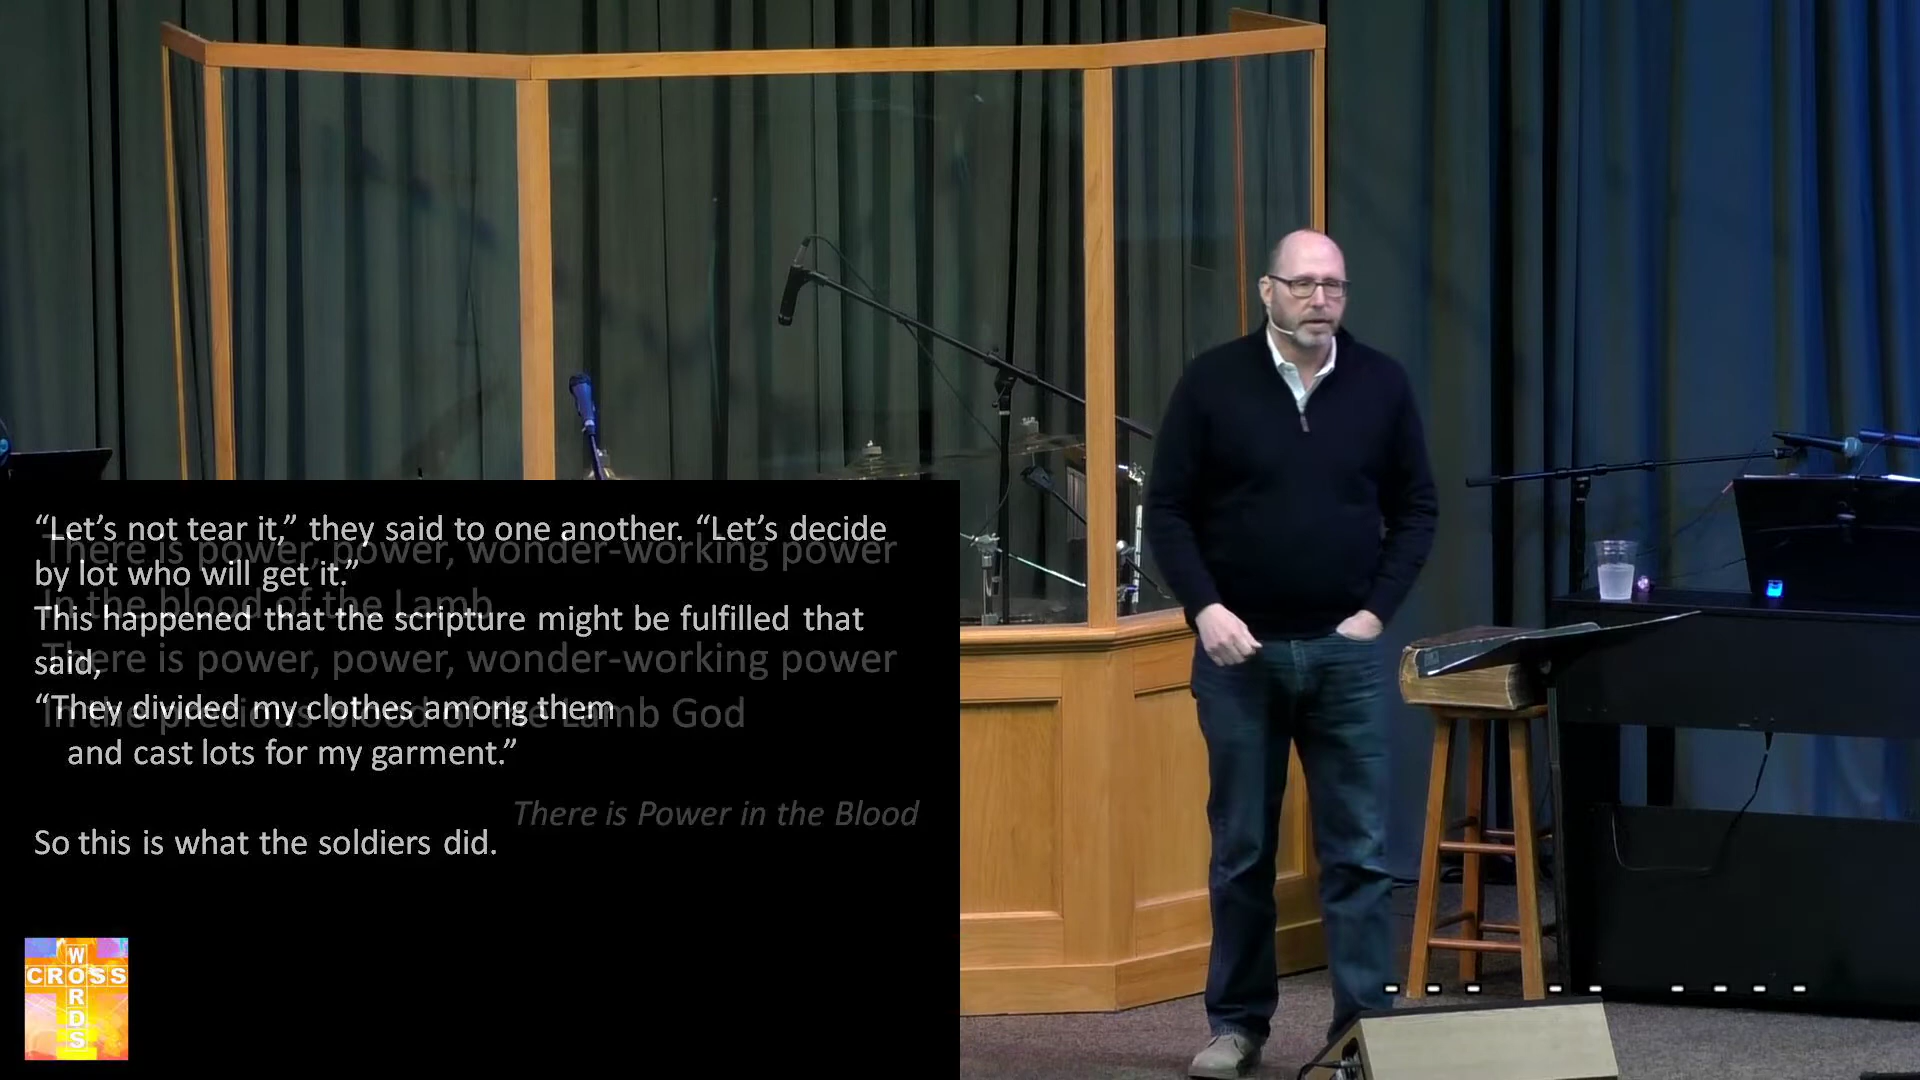 “Let’s not tear it,” they said to one another. “Let’s decide
by lot who will get it.”
This happened that the scripture might be fulfilled that
said,
“They divided my clothes among them
and cast lots for my garment.”
So this is what the soldiers did.
There is power, power, wonder-working power
In the blood of the Lamb
There is power, power, wonder-working power
In the precious blood of the Lamb God
There is Power in the Blood
CROSS
WORDS